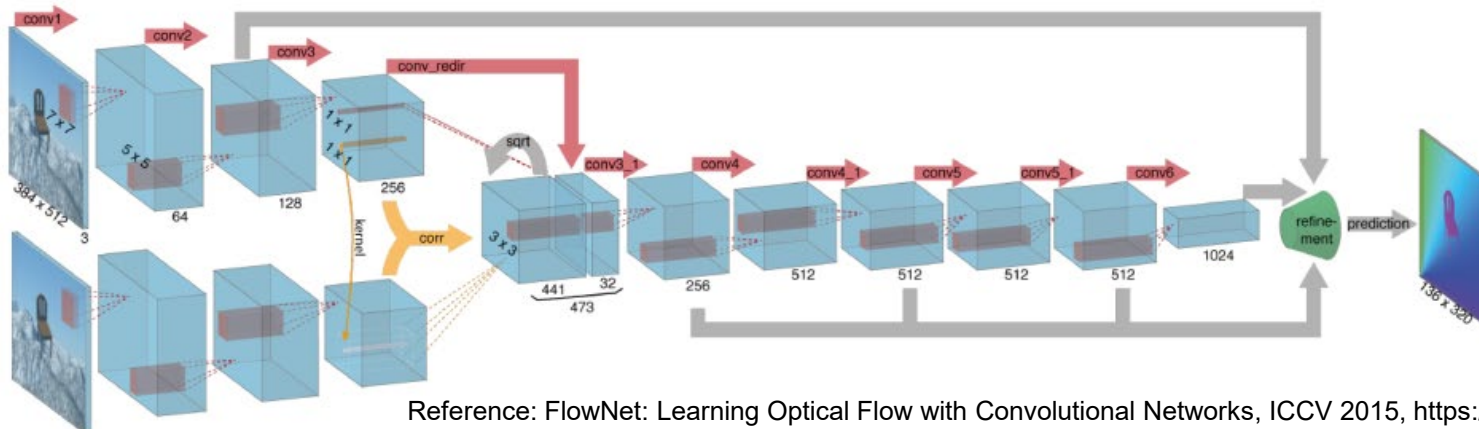 conv1
conv2
conv3
conv_redir
7 x 7
5 x 5
1 x 1
1 x 1
384 x 512
3
64
128
256
kernel
corr
sqrt
3 x 3
441
32
473
conv3_1
conv4
conv4_1
conv5
conv5_1
conv6
256
512
512
512
512
1024
refine-
ment
prediction
136 x 320
Reference: FlowNet: Learning Optical Flow with Convolutional Networks, ICCV 2015, https: